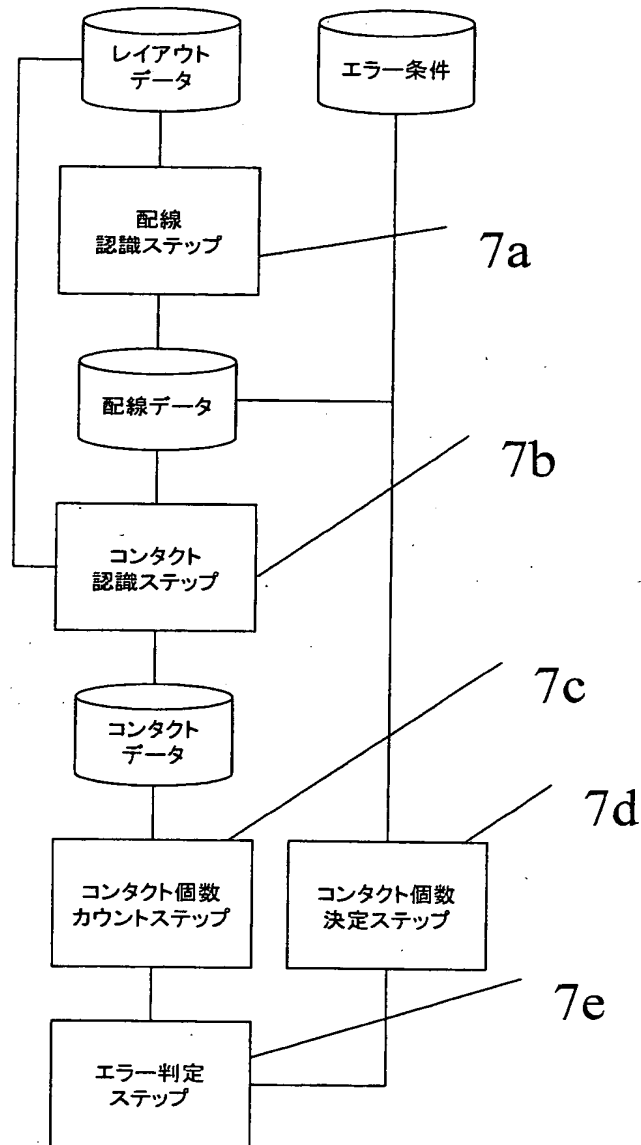 レイアウト
データ
エラー条件
配線
認識ステップ
7a
配線データ
7b
コンタクト
認識ステップ
7c
コンタクト
データ
7d
コンタクト個数
カウントステップ
コンタクト個数
決定ステップ
7e
エラー判定
ステップ